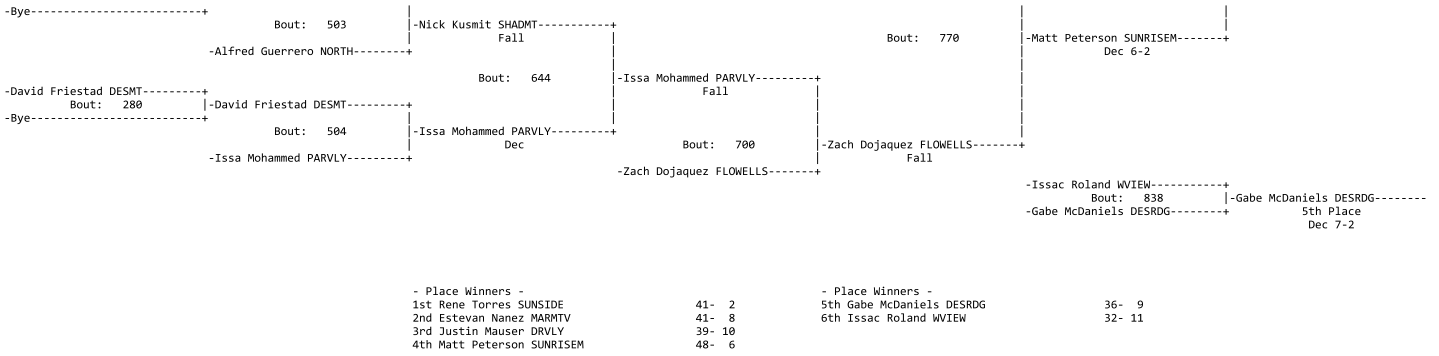 -Bye--------------------------+ | | |
Bout: 503 |-Nick Kusmit SHADMT-----------+ | |
| Fall | Bout: 770 |-Matt Peterson SUNRISEM-------+
-Alfred Guerrero NORTH--------+ | | Dec 6-2
| |
Bout: 644 |-Issa Mohammed PARVLY---------+ |
-David Friestad DESMT---------+ | Fall | |
Bout: 280 |-David Friestad DESMT---------+ | | |
-Bye--------------------------+ | | | |
Bout: 504 |-Issa Mohammed PARVLY---------+ | |
| Dec Bout: 700 |-Zach Dojaquez FLOWELLS-------+
-Issa Mohammed PARVLY---------+ | Fall
-Zach Dojaquez FLOWELLS-------+
-Issac Roland WVIEW-----------+
Bout: 838 |-Gabe McDaniels DESRDG--------
-Gabe McDaniels DESRDG--------+ 5th Place
Dec 7-2
- Place Winners - - Place Winners -
1st Rene Torres SUNSIDE 41- 2 5th Gabe McDaniels DESRDG 36- 9
2nd Estevan Nanez MARMTV 41- 8 6th Issac Roland WVIEW 32- 11
3rd Justin Mauser DRVLY 39- 10
4th Matt Peterson SUNRISEM 48- 6